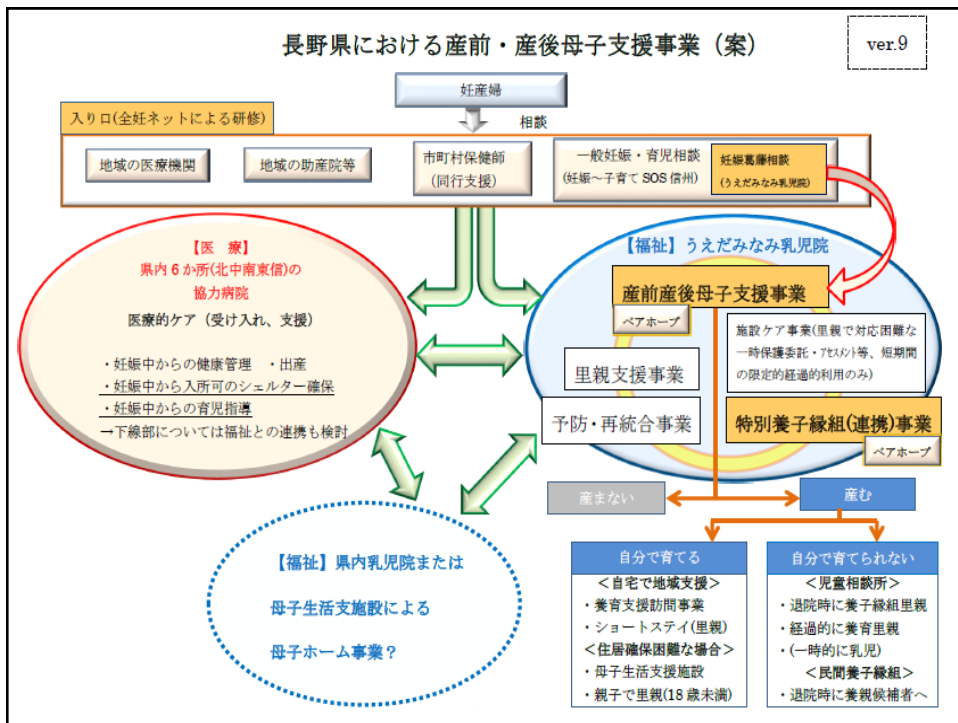 長野県における産前・産後母子支援事業（案）
ver.9
妊産婦
入り口(全妊ネットによる研修)
相談
地域の医療機関
地域の助産院等
市町村保健師
(同行支援)
一般妊娠・育児相談
(妊娠～子育て SOS 信州)
妊娠葛藤相談
(うえだみなみ乳児院)
【医　療】
県内 6 か所(北中南東信)の
協力病院
医療的ケア（受け入れ、支援）
・妊娠中からの健康管理　・出産
・妊娠中から入所可のシェルター確保
・妊娠中からの育児指導
→下線部については福祉との連携も検討
【福祉】うえだみなみ乳児院
産前産後母子支援事業
ベアホープ
里親支援事業
施設ケア事業(里親で対応困難な
一時保護委託・ｱｾｽﾒﾝﾄ等、短期間
の限定的経過的利用のみ)
予防・再統合事業
特別養子縁組(連携)事業
ベアホープ
産まない
産む
【福祉】県内乳児院または
母子生活支施設による
母子ホーム事業？
自分で育てる
＜自宅で地域支援＞
・養育支援訪問事業
・ショートステイ(里親)
＜住居確保困難な場合＞
・母子生活支援施設
・親子で里親(18 歳未満)
自分で育てられない
＜児童相談所＞
・退院時に養子縁組里親
・経過的に養育里親
・(一時的に乳児)
＜民間養子縁組＞
・退院時に養親候補者へ